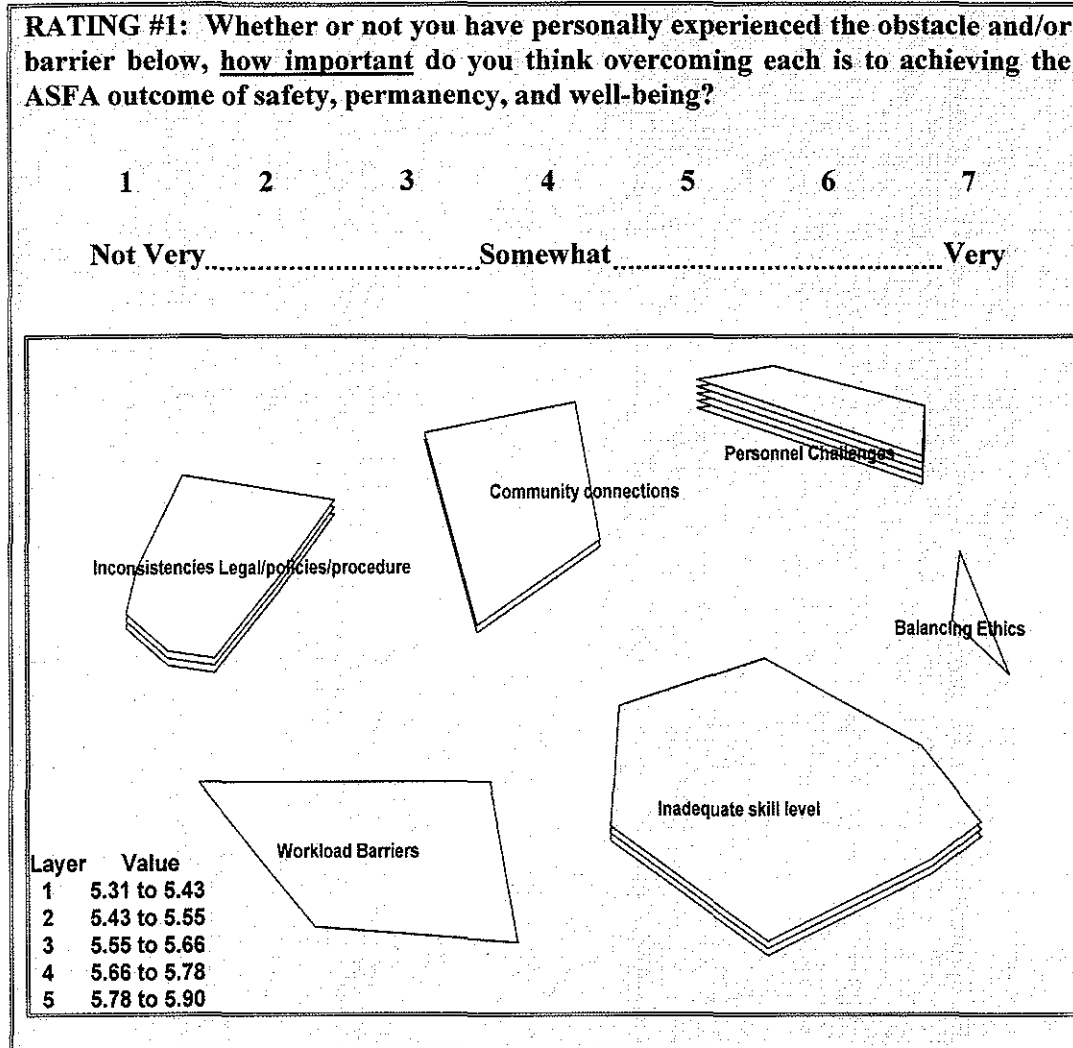 RATING #1: Whether or not you have personally experienced the obstacle and/or
barrier below, how important do you think overcoming each is to achieving the
ASFA outcome of safety, permanency, and well-being?
1 2 3 4 5 6 7
Not Very Somewhat Very
Personnel Challenges
Community connections
Inconsistencies Legal/policies/procedure
Balancing Ethics
Inadequate skill level
Workload Barriers
Layer Value
1 5.31 to 5.43
2 5.43 to 5.55
3 5.55 to 5.66
4 5.66 to 5.78
5 5.78 to 5.90